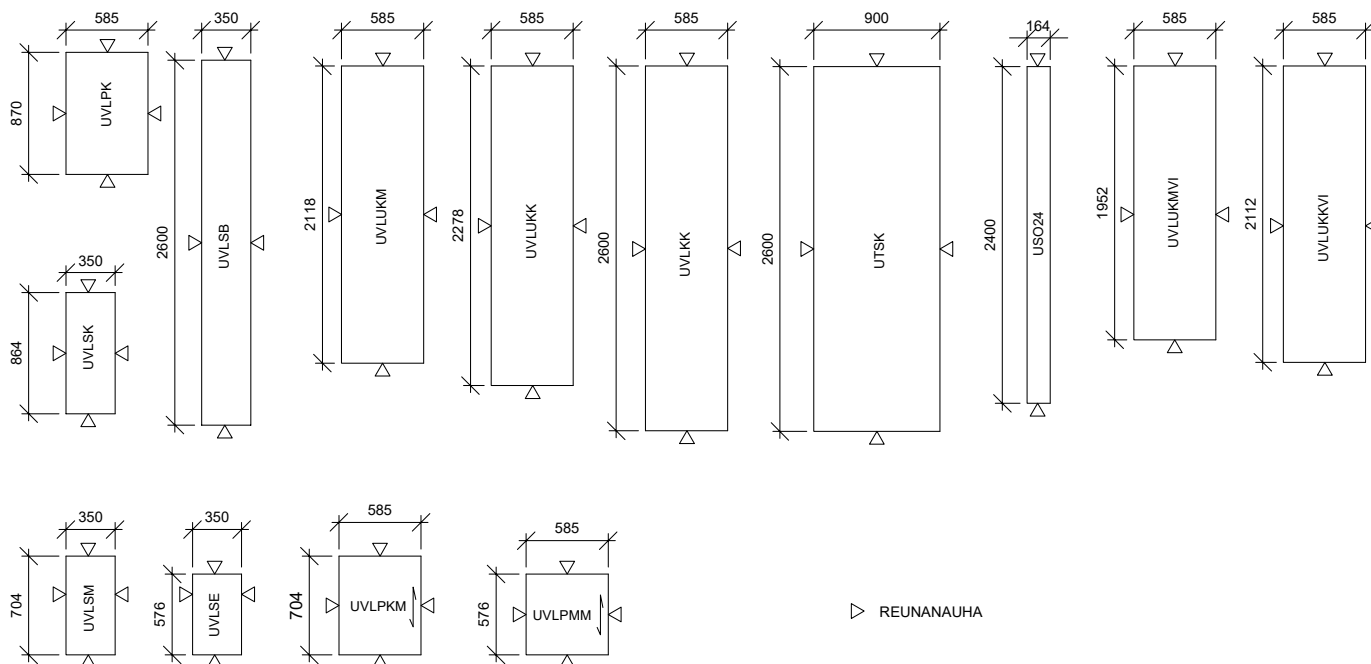 585
870
UVLPK
350
2600
UVLSB
585
2118
UVLUKM
585
2278
UVLUKK
585
2600
UVLKK
900
2600
UTSK
164
2400
USO24
585
1952
UVLUKMVI
585
2112
UVLUKKVI
350
864
UVLSK
350
704
UVLSM
350
576
UVLSE
585
704
UVLPKM
585
576
UVLPMM
REUNANAUHA